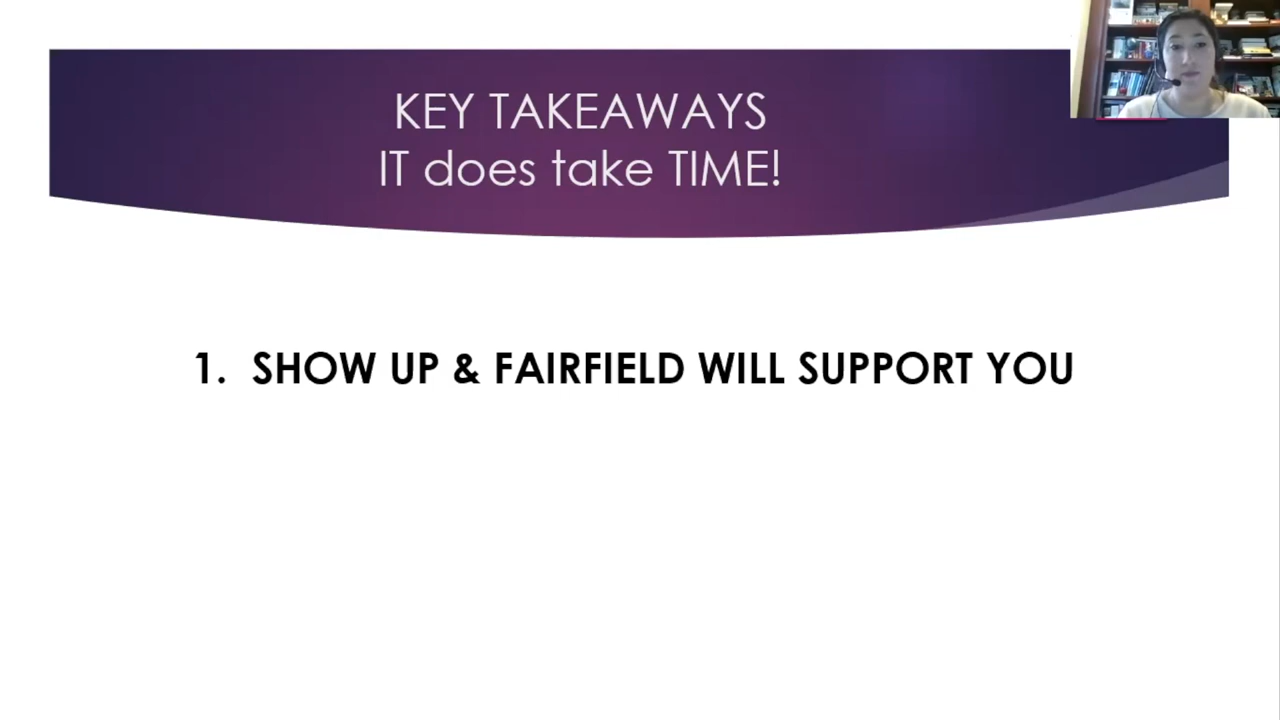 KEY TAKEAWAYS
IT does take TIME!
1. SHOW UP & FAIRFIELD WILL SUPPORT YOU